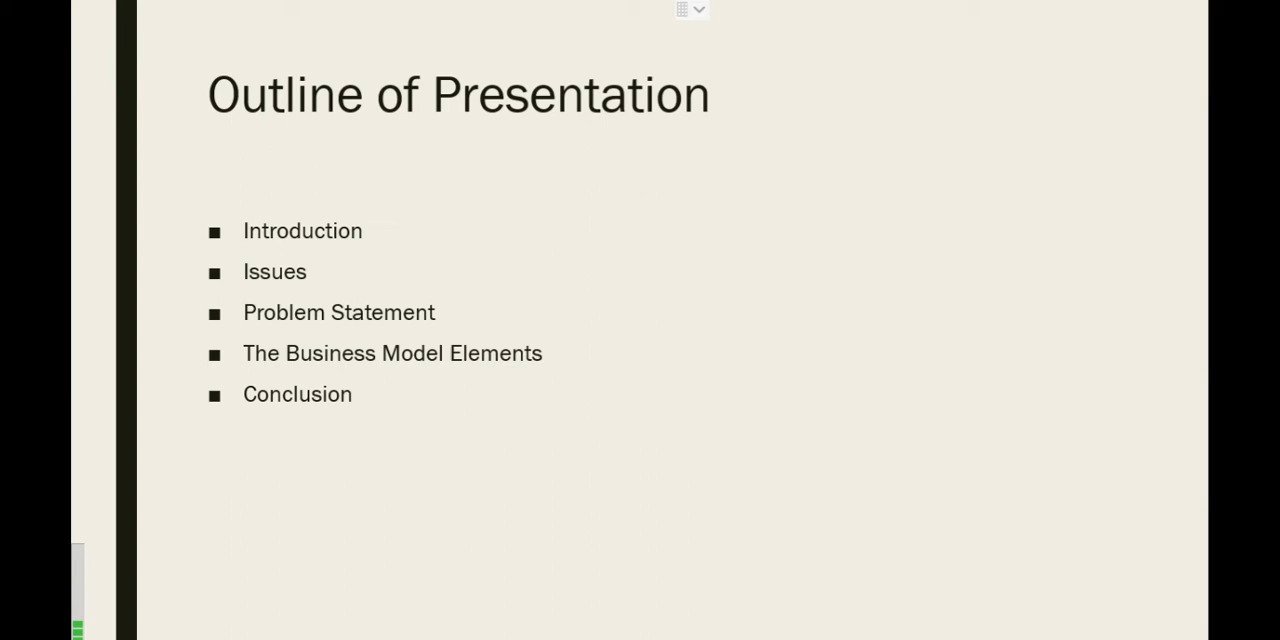 Outline of Presentation
■ Introduction
■ Issues
■ Problem Statement
■ The Business Model Elements
■ Conclusion